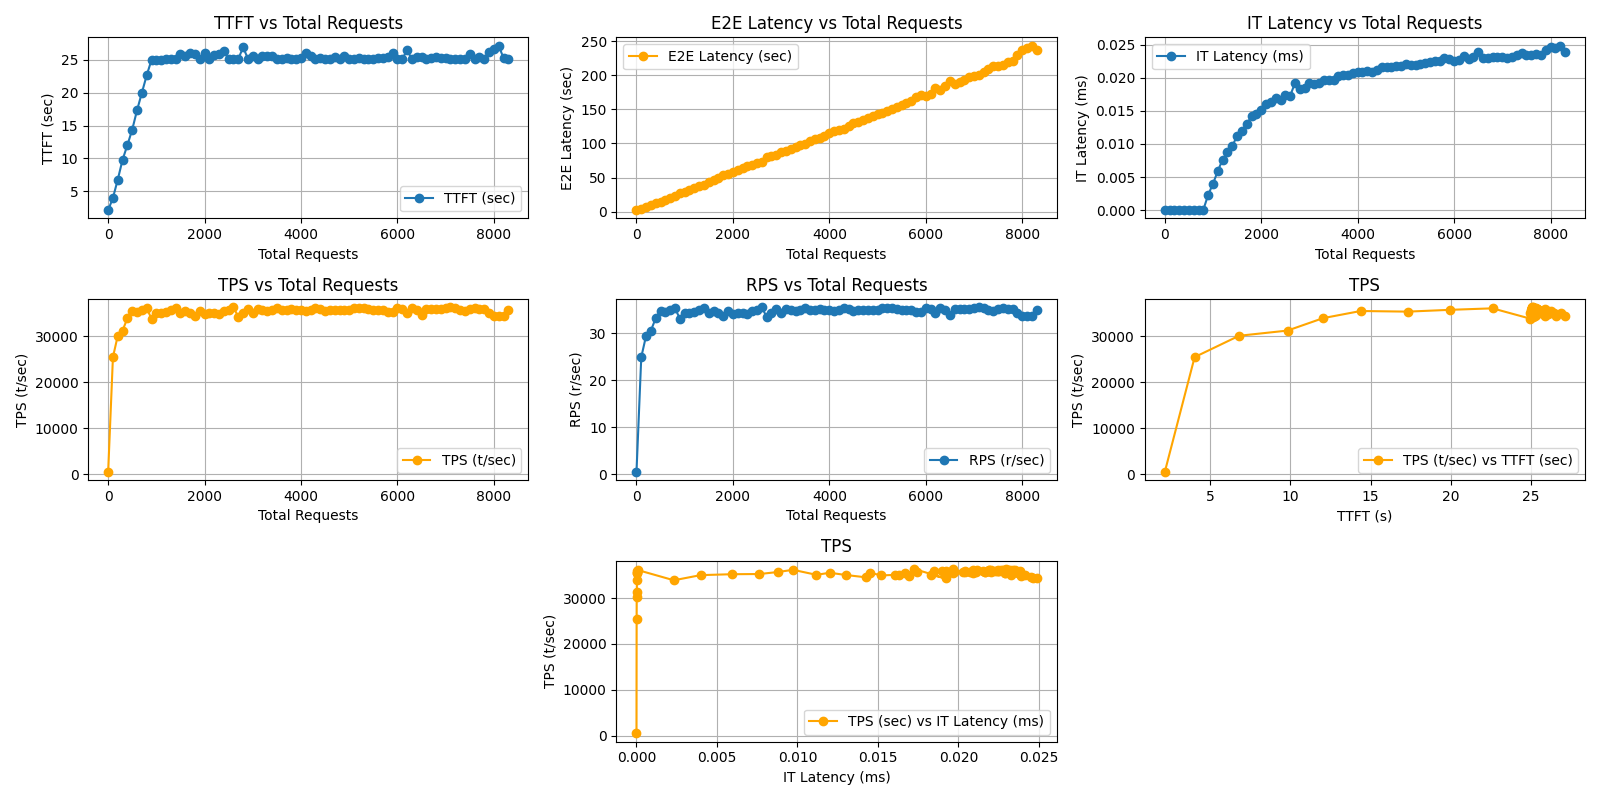 TTFT vs Total Requests
TTFT (sec)
25
20
15
10
5
TTFT (sec)
0 2000 4000 6000 8000
Total Requests
E2E Latency vs Total Requests
E2E Latency (sec)
250
200
150
100
50
0
E2E Latency (sec)
0 2000 4000 6000 8000
Total Requests
IT Latency vs Total Requests
IT Latency (ms)
0.025
0.020
0.015
0.010
0.005
0.000
IT Latency (ms)
0 2000 4000 6000 8000
Total Requests
TPS vs Total Requests
TPS (t/sec)
30000
20000
10000
0
TPS (t/sec)
0 2000 4000 6000 8000
Total Requests
RPS vs Total Requests
RPS (r/sec)
30
20
10
0
RPS (r/sec)
0 2000 4000 6000 8000
Total Requests
TPS
TPS (t/sec)
30000
20000
10000
0
TPS (t/sec) vs TTFT (sec)
5 10 15 20 25
TTFT (s)
TPS
TPS (t/sec)
30000
20000
10000
0
TPS (sec) vs IT Latency (ms)
0.000 0.005 0.010 0.015 0.020 0.025
IT Latency (ms)